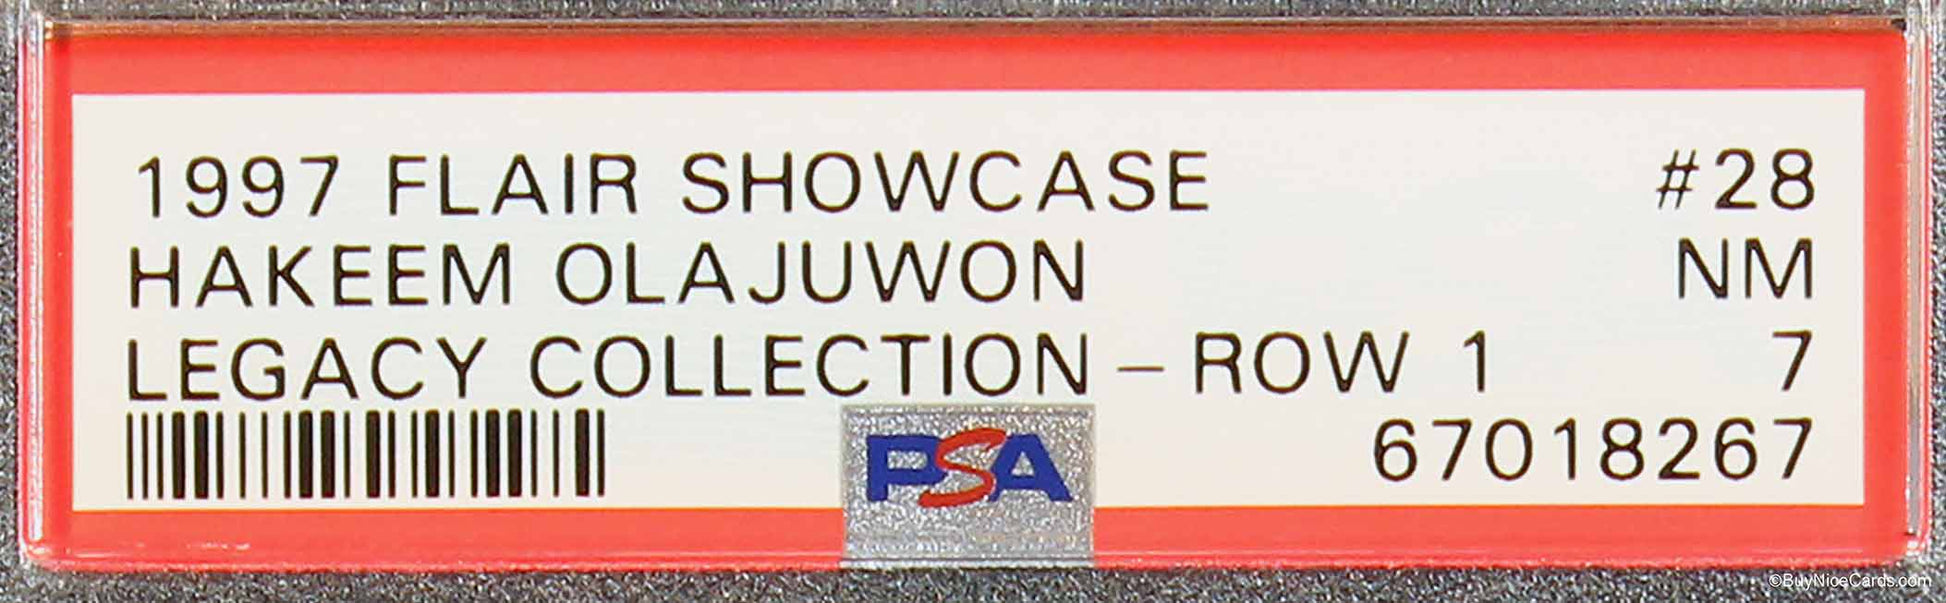 1997 FLAIR SHOWCASE #28
HAKEEM OLAJUWON NM
LEGACY COLLECTION – ROW 1 7
PSA 67018267
©BuyNiceCards.com